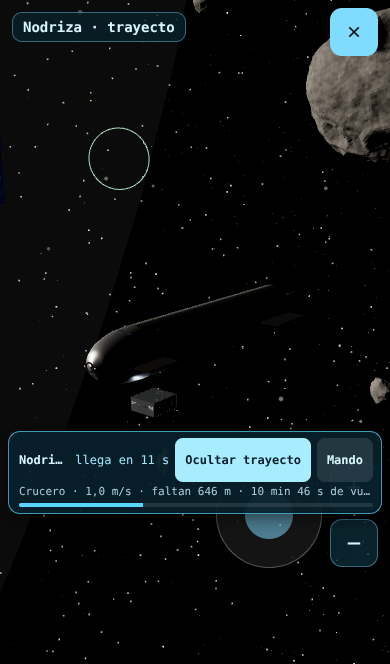 Nodriza · trayecto
×
Nodri… llega en 11 s Ocultar trayecto Mando
Crucero · 1,0 m/s · faltan 646 m · 10 min 46 s de vu…
−